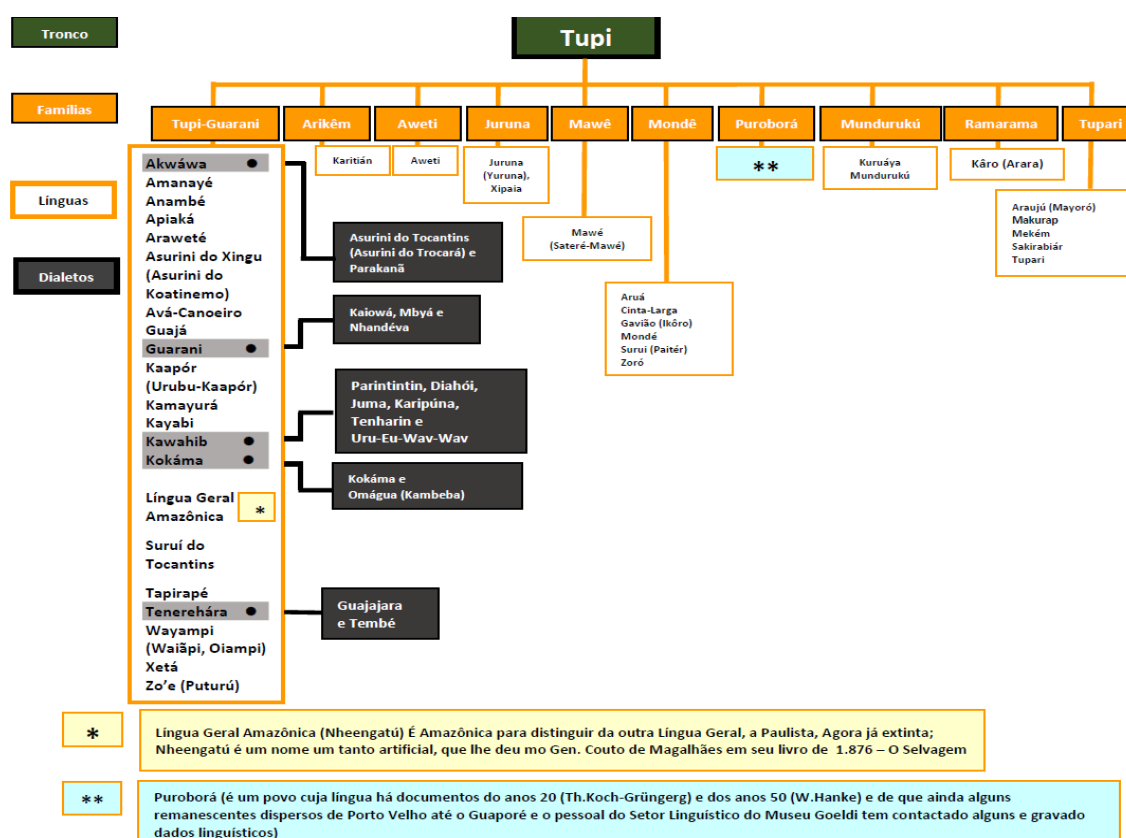 Tronco
Tupi
Famílias
Tupi-Guarani
Arikêm
Aweti
Juruna
Mawê
Mondê
Puroborá
Mundurukú
Ramarama
Tupari
Línguas
Dialetos
Akwáwa ●
Amanayé
Anambé
Apiaká
Araweté
Asurini do Xingu
(Asurini do
Koatinemo)
Avá-Canoeiro
Guajá
Guarani ●
Kaapór
(Urubu-Kaapór)
Kamayurá
Kayabi
Kawahib ●
Kokáma ●
Língua Geral
Amazônica
*
Suruí do
Tocantins
Tapirapé
Tenerehára ●
Wayampi
(Waiãpi, Oiampi)
Xetá
Zo’e (Puturú)
Karitián
Aweti
Juruna
(Yuruna),
Xipaia
Mawé
(Sateré-Mawé)
Aruá
Cinta-Larga
Gavião (Ikôro)
Mondé
Surui (Paitér)
Zoró
**
Kuruáya
Mundurukú
Kâro (Arara)
Araujú (Mayoró)
Makurap
Mekém
Sakirabiár
Tupari
Asurini do Tocantins
(Asurini do Trocará) e
Parakanã
Kaiowá, Mbyá e
Nhandéva
Parintintin, Diahói,
Juma, Karipúna,
Tenharin e
Uru-Eu-Wav-Wav
Kokáma e
Omágua (Kambeba)
Guajajara
e Tembé
*
Língua Geral Amazônica (Nheengatú) É Amazônica para distinguir da outra Língua Geral, a Paulista, Agora já extinta;
Nheengatú é um nome um tanto artificial, que lhe deu mo Gen. Couto de Magalhães em seu livro de 1.876 – O Selvagem
**
Puroborá (é um povo cuja língua há documentos do anos 20 (Th.Koch-Grüngerg) e dos anos 50 (W.Hanke) e de que ainda alguns
remanescentes dispersos de Porto Velho até o Guaporé e o pessoal do Setor Linguístico do Museu Goeldi tem contactado alguns e gravado
dados linguísticos)